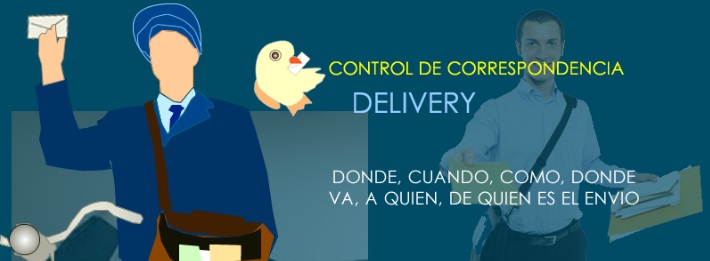 CONTROL DE CORRESPONDENCIA
DELIVERY
DONDE, CUANDO, COMO, DONDE
VA, A QUIEN, DE QUIEN ES EL ENVIO